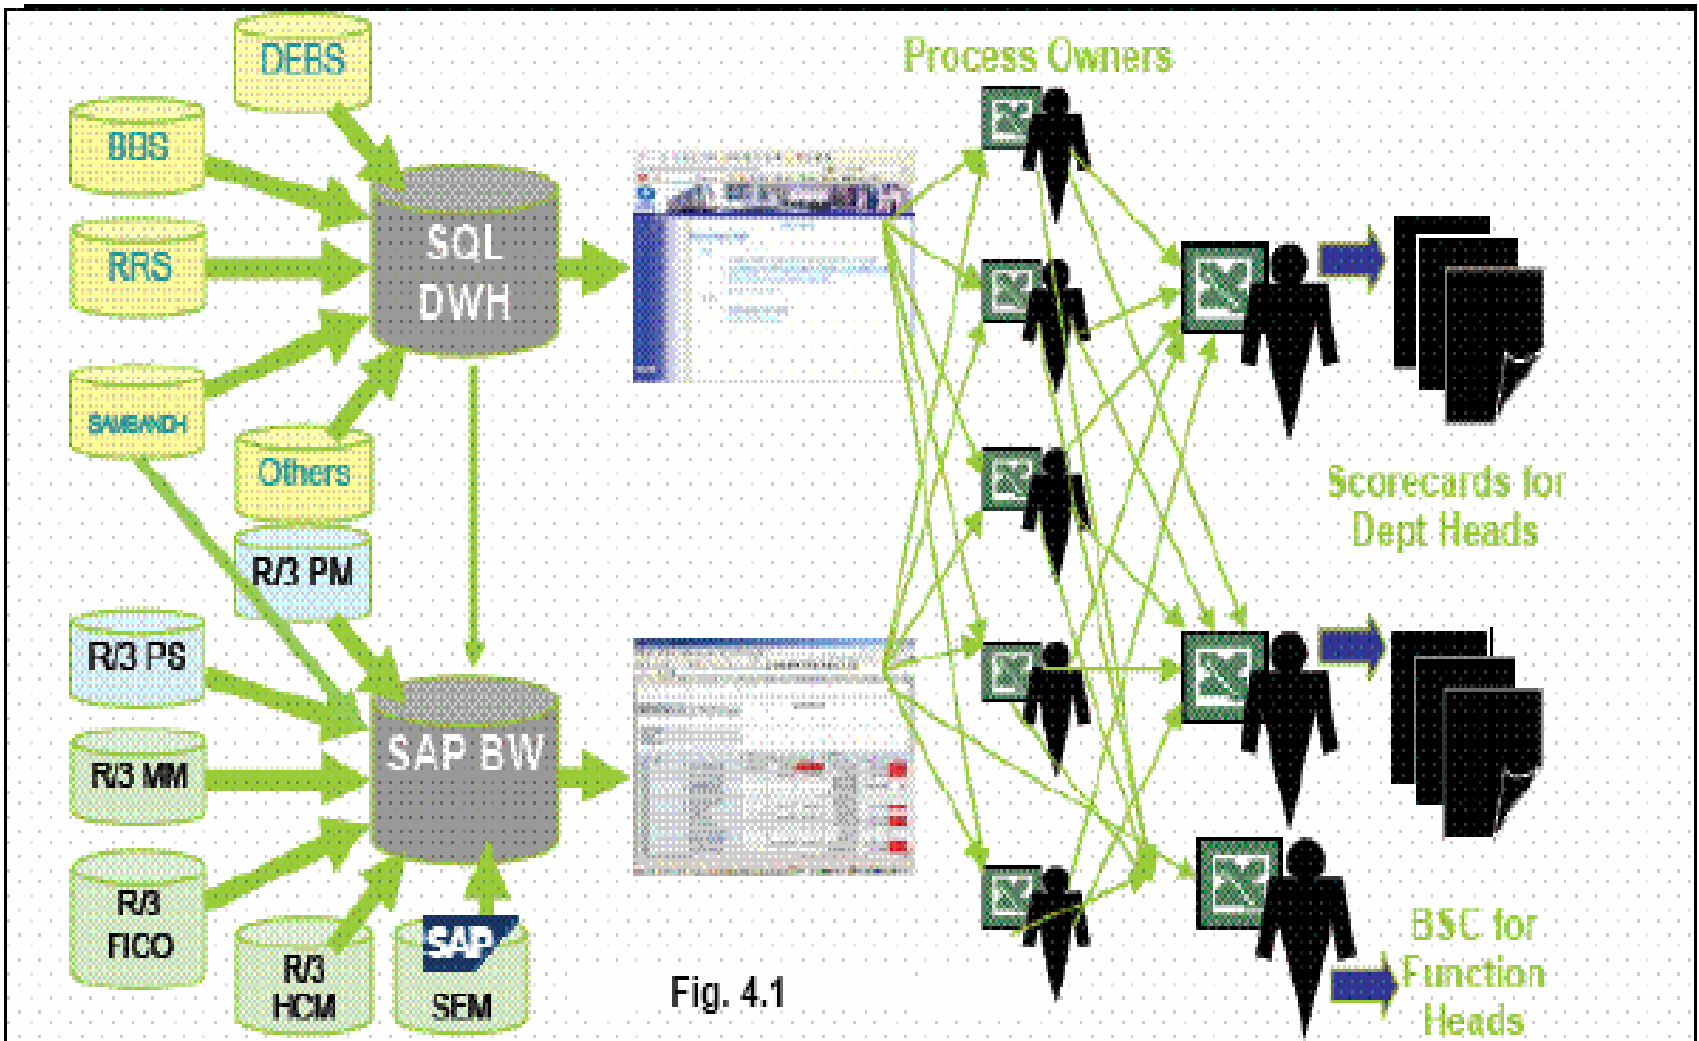 DEBS
Process Owners
BBS
RRS
SQL
DWH
SAMBANDH
Others
Scorecards for
Dept Heads
R/3 PM
R/3 PS
SAP BW
R/3 MM
R/3
FICO
R/3
HCM
SAP
SEM
Fig. 4.1
BSC for
Function
Heads